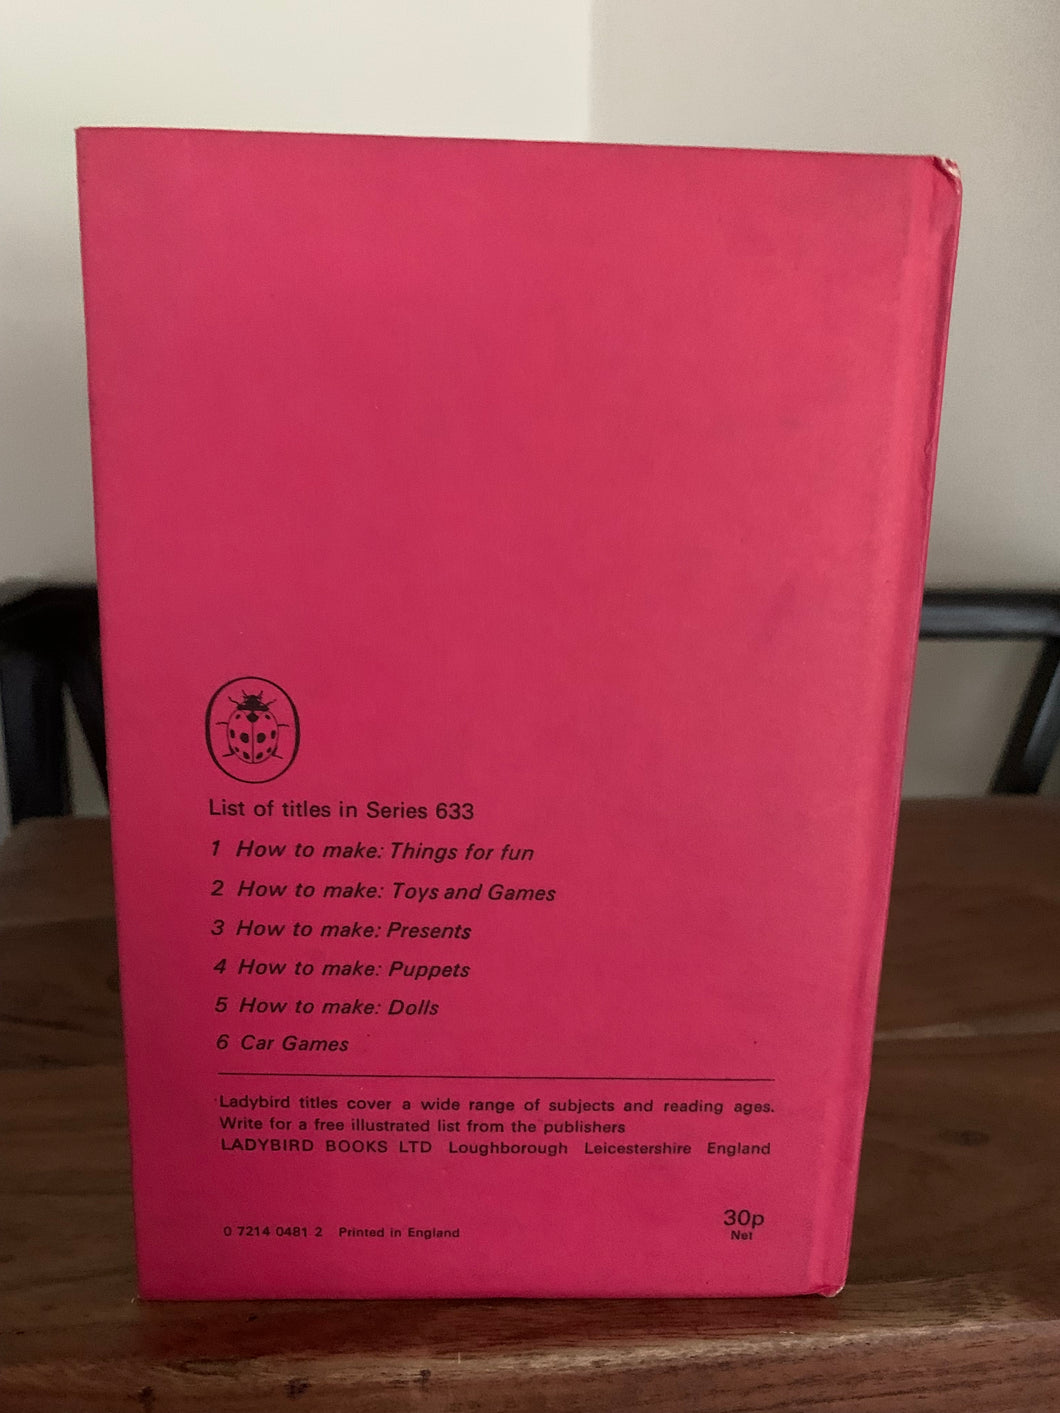 List of titles in Series 633
1 How to make: Things for fun
2 How to make: Toys and Games
3 How to make: Presents
4 How to make: Puppets
5 How to make: Dolls
6 Car Games
Ladybird titles cover a wide range of subjects and reading ages.
Write for a free illustrated list from the publishers
LADYBIRD BOOKS LTD Loughborough Leicestershire England
30p
0 7214 0481 2 Printed in England
Net